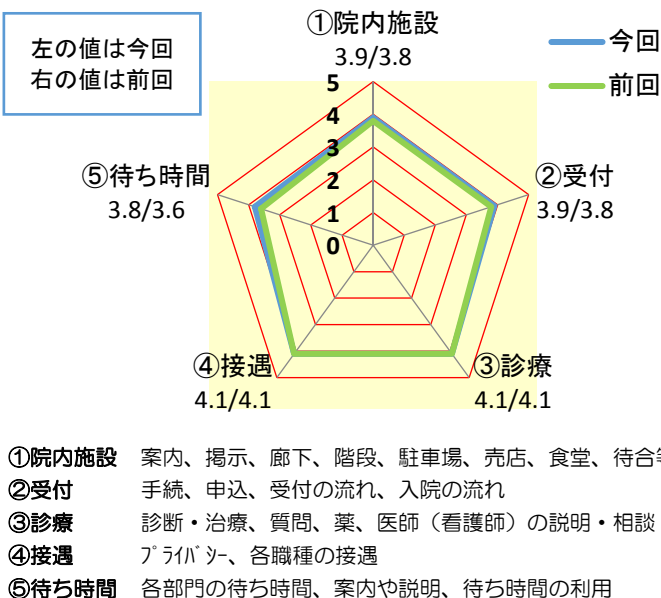 左の値は今回
右の値は前回
①院内施設
3.9/3.8
今回
前回
5
4
3
2
1
0
②受付
3.9/3.8
③診療
4.1/4.1
④接遇
4.1/4.1
⑤待ち時間
3.8/3.6
①院内施設 案内、掲示、廊下、階段、駐車場、売店、食堂、待合等
②受付 手続、申込、受付の流れ、入院の流れ
③診療 診断・治療、質問、薬、医師（看護師）の説明・相談
④接遇 ﾌﾟﾗｲﾊﾞｼｰ、各職種の接遇
⑤待ち時間 各部門の待ち時間、案内や説明、待ち時間の利用